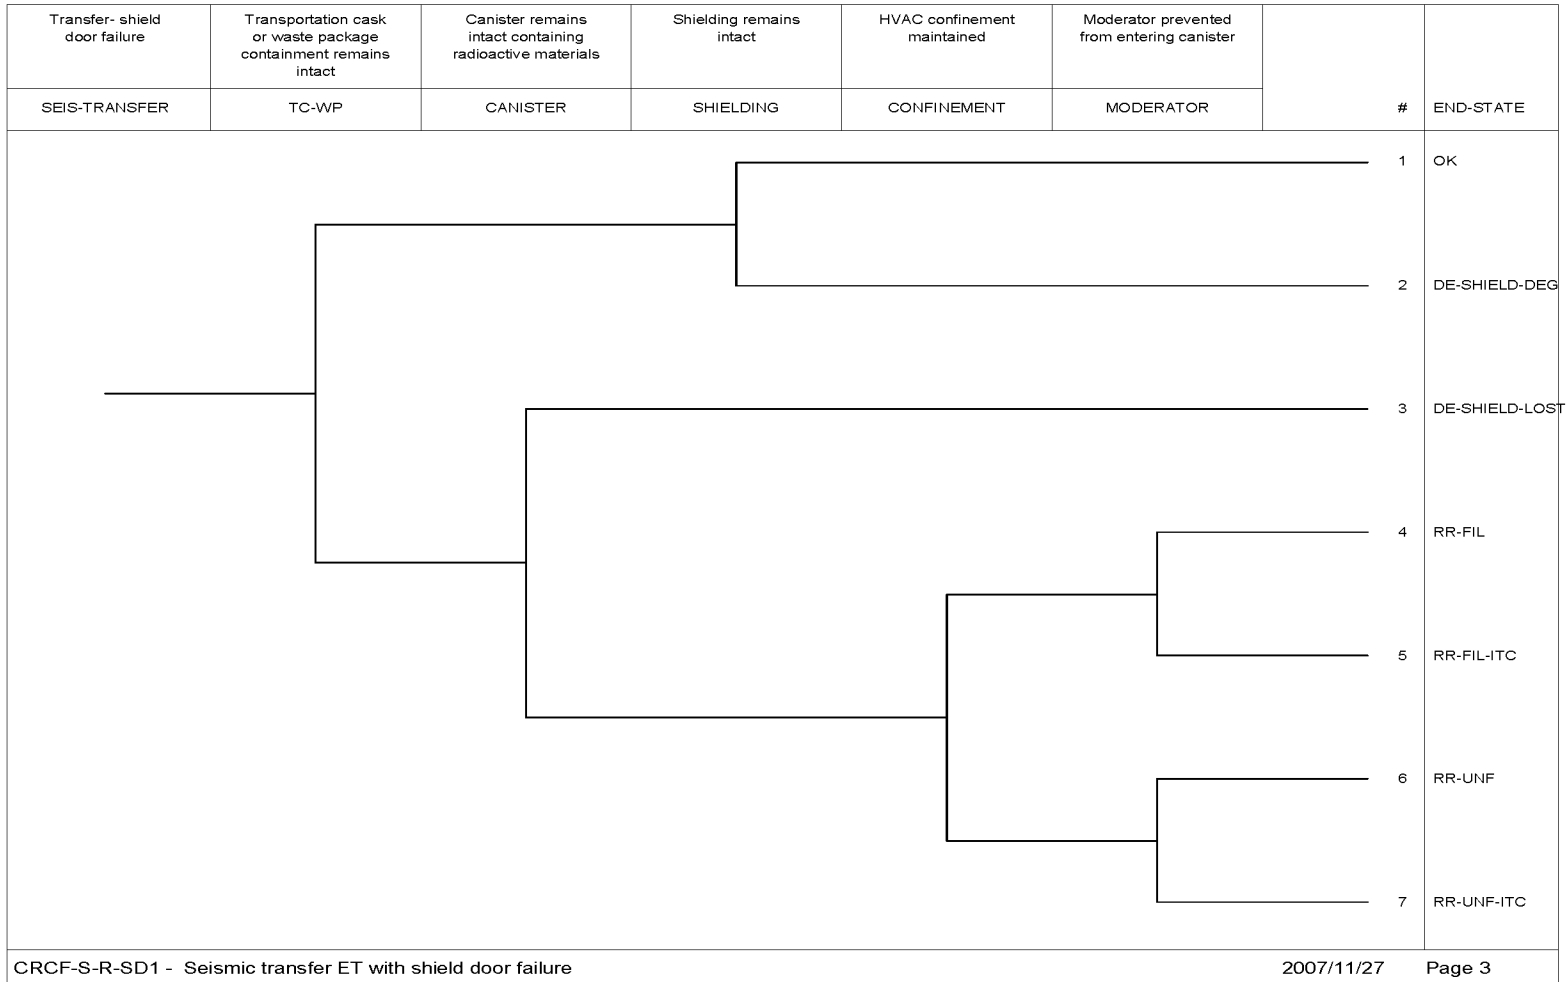 Transfer- shield
door failure
Transportation cask
or waste package
containment remains
intact
Canister remains
intact containing
radioactive materials
Shielding remains
intact
HVAC confinement
maintained
Moderator prevented
from entering canister
SEIS-TRANSFER
TC-WP
CANISTER
SHIELDING
CONFINEMENT
MODERATOR
#
END-STATE
1 OK
2 DE-SHIELD-DEG
3 DE-SHIELD-LOST
4 RR-FIL
5 RR-FIL-ITC
6 RR-UNF
7 RR-UNF-ITC
CRCF-S-R-SD1 - Seismic transfer ET with shield door failure
2007/11/27 Page 3